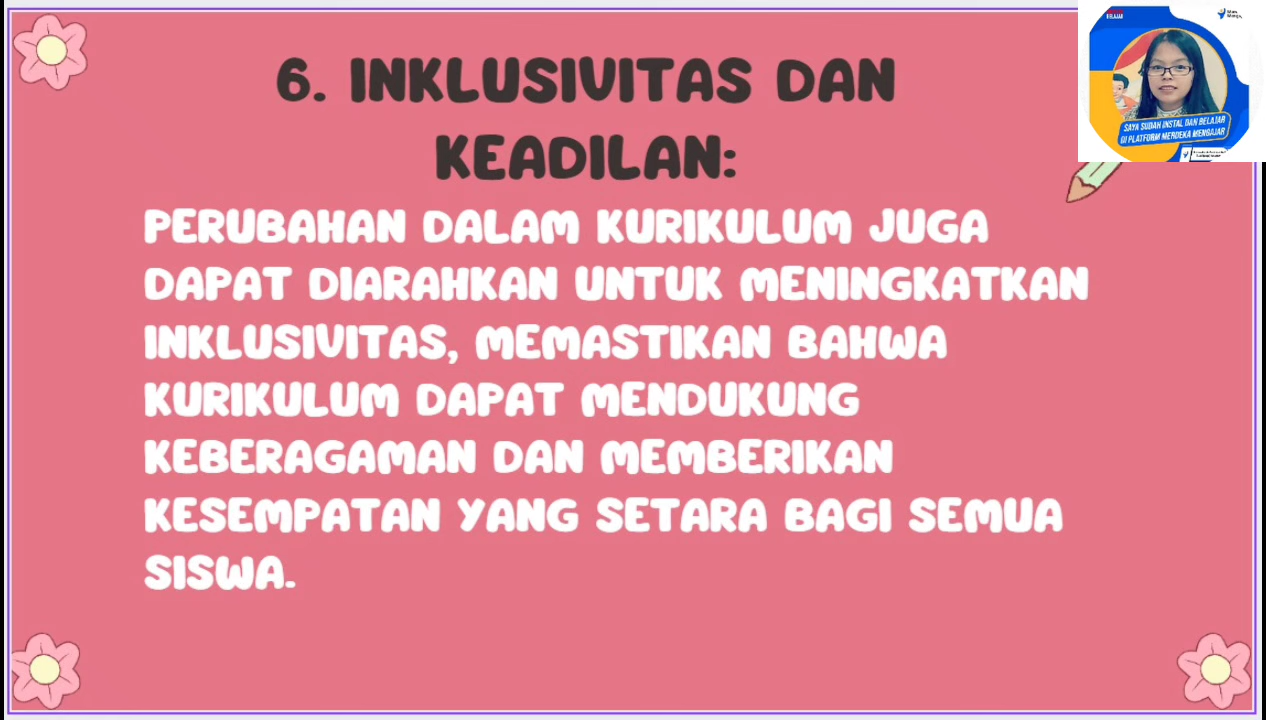 6. INKLUSIVITAS DAN
KEADILAN:
PERUBAHAN DALAM KURIKULUM JUGA
DAPAT DIARAHKAN UNTUK MENINGKATKAN
INKLUSIVITAS, MEMASTIKAN BAHWA
KURIKULUM DAPAT MENDUKUNG
KEBERAGAMAN DAN MEMBERIKAN
KESEMPATAN YANG SETARA BAGI SEMUA
SISWA.
BELAJAR
SAYA SUDAH INSTAL DAN BELAJAR
DI PLATFORM MERDEKA MENGAJAR